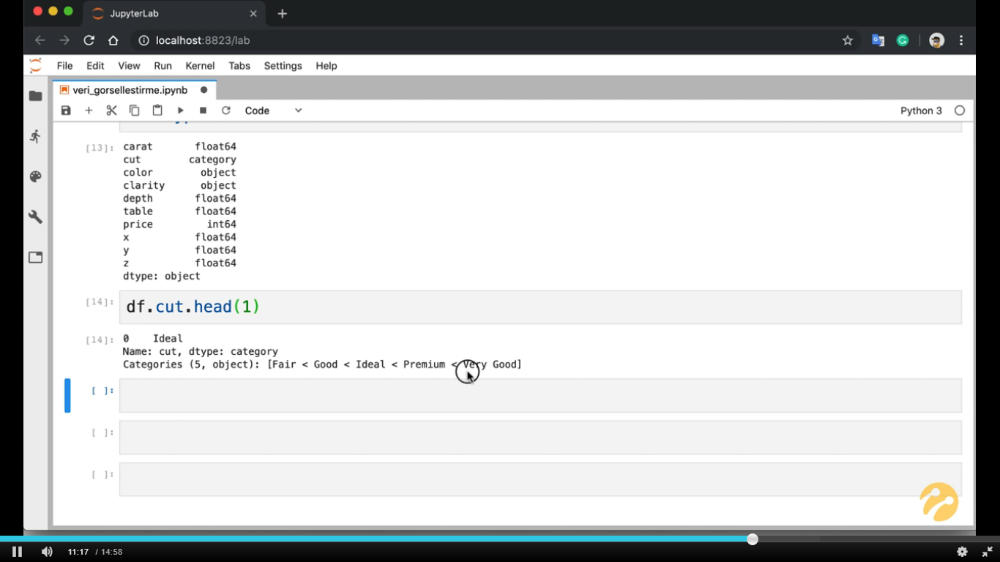 JupyterLab
localhost:8823/lab
File Edit View Run Kernel Tabs Settings Help
veri_gorsellestirme.ipynb
Code Python 3
[13]: carat float64
cut category
color object
clarity object
depth float64
table float64
price int64
x float64
y float64
z float64
dtype: object
[14]: df.cut.head(1)
[14]: 0 Ideal
Name: cut, dtype: category
Categories (5, object): [Fair < Good < Ideal < Premium < Very Good]
[ ]:
[ ]:
[ ]:
11:17 / 14:58